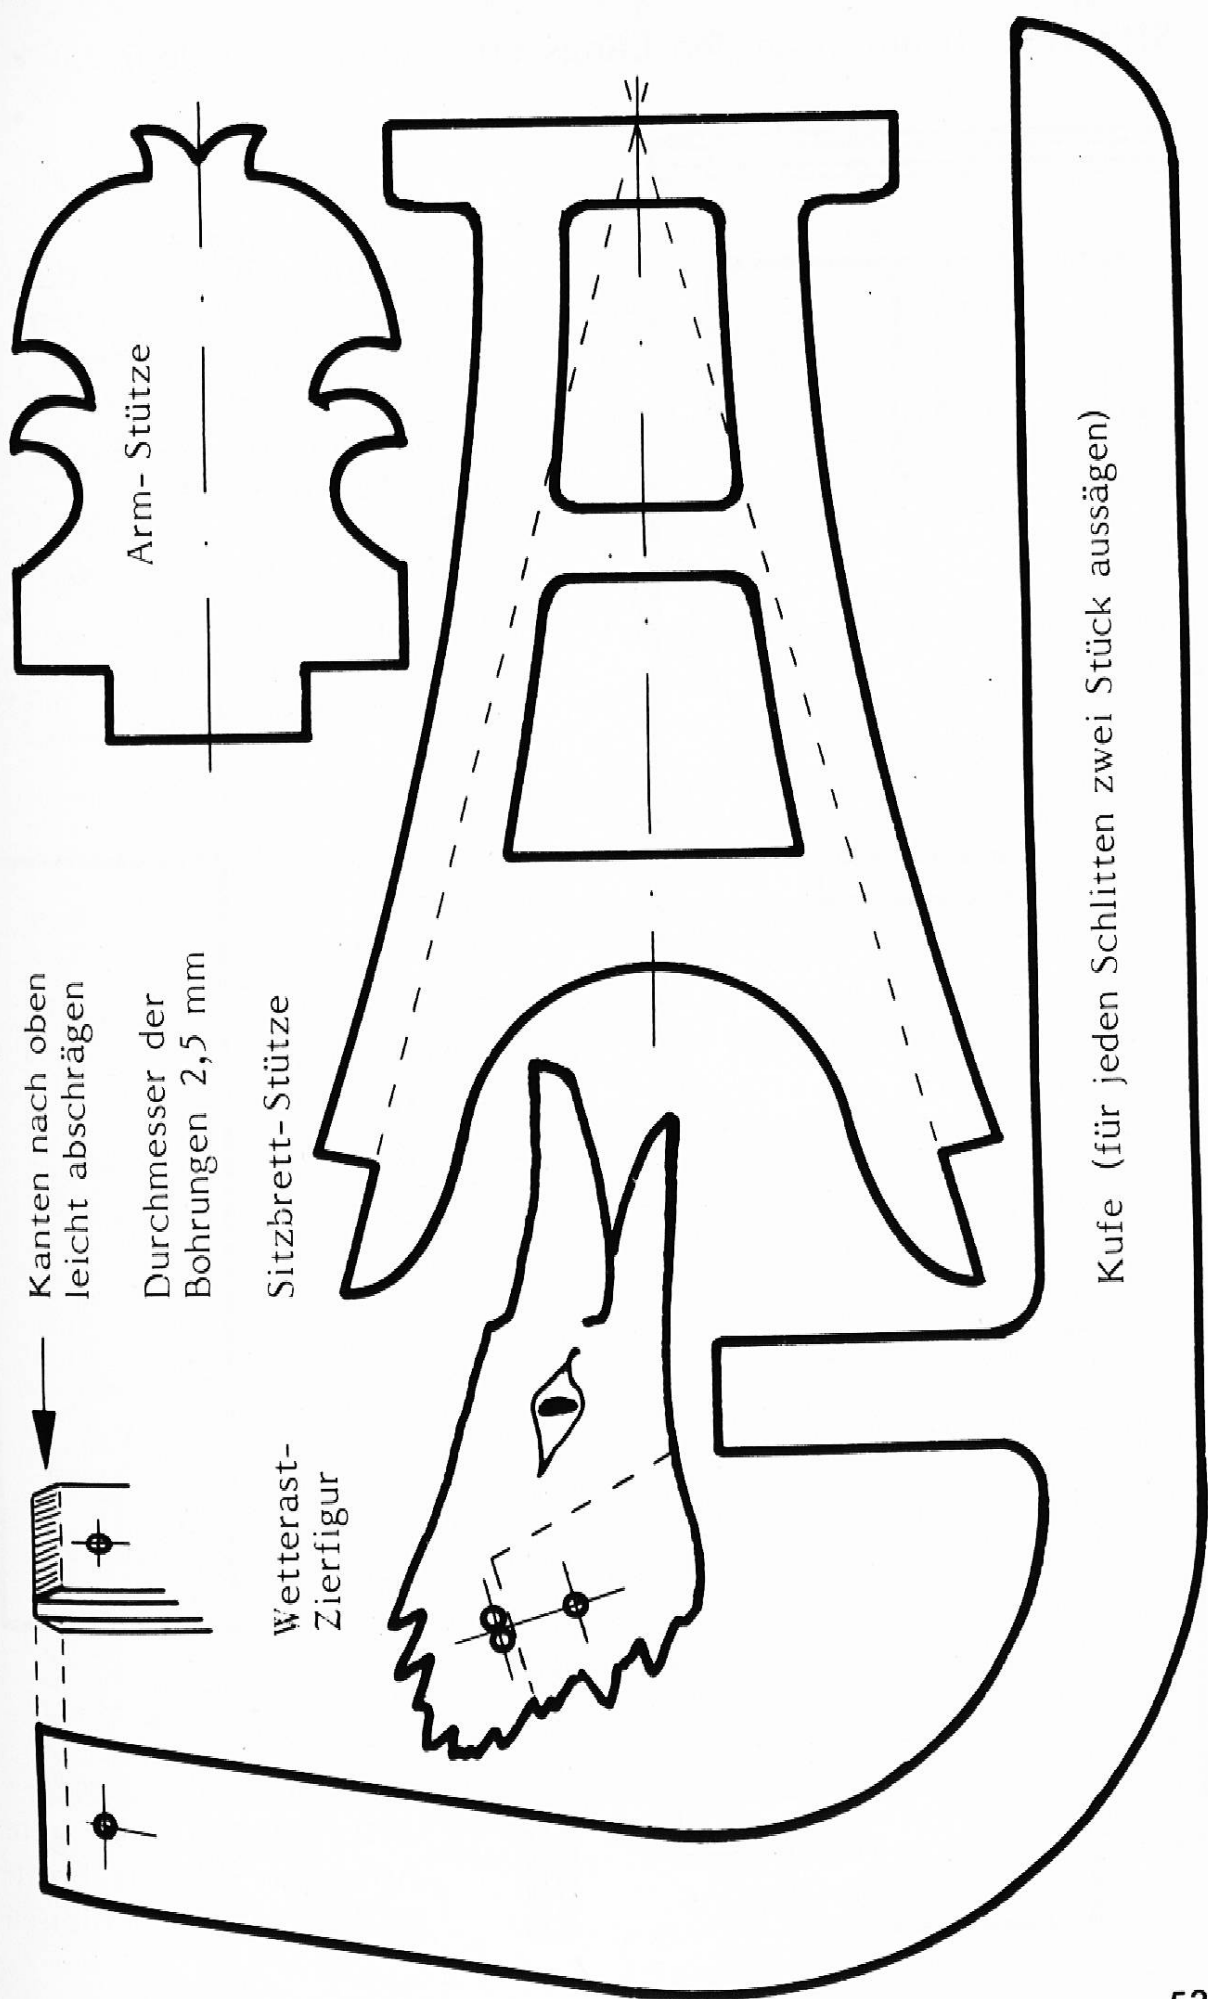 Kanten nach oben
leicht abschrägen
Durchmesser der
Bohrungen 2,5 mm
Sitzbrett-Stütze
Arm-Stütze
Wetterast-
Zierfigur
Kufe (für jeden Schlitten zwei Stück aussägen)